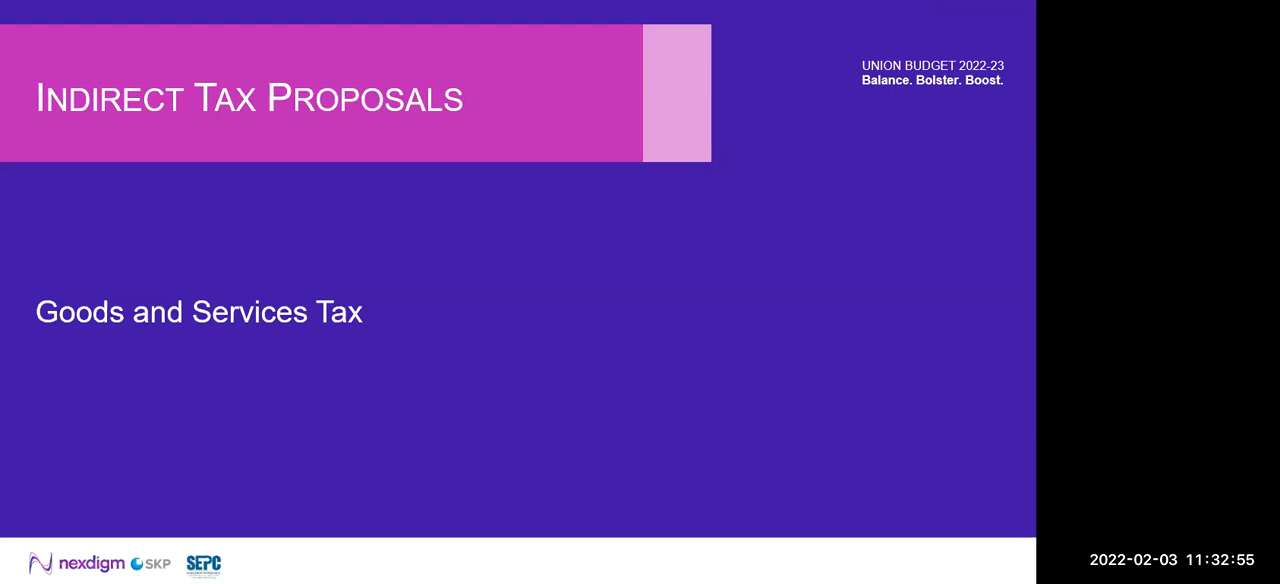 INDIRECT TAX PROPOSALS
UNION BUDGET 2022-23
Balance. Bolster. Boost.
Goods and Services Tax
nexdigm SKP SEPC
2022-02-03 11:32:55